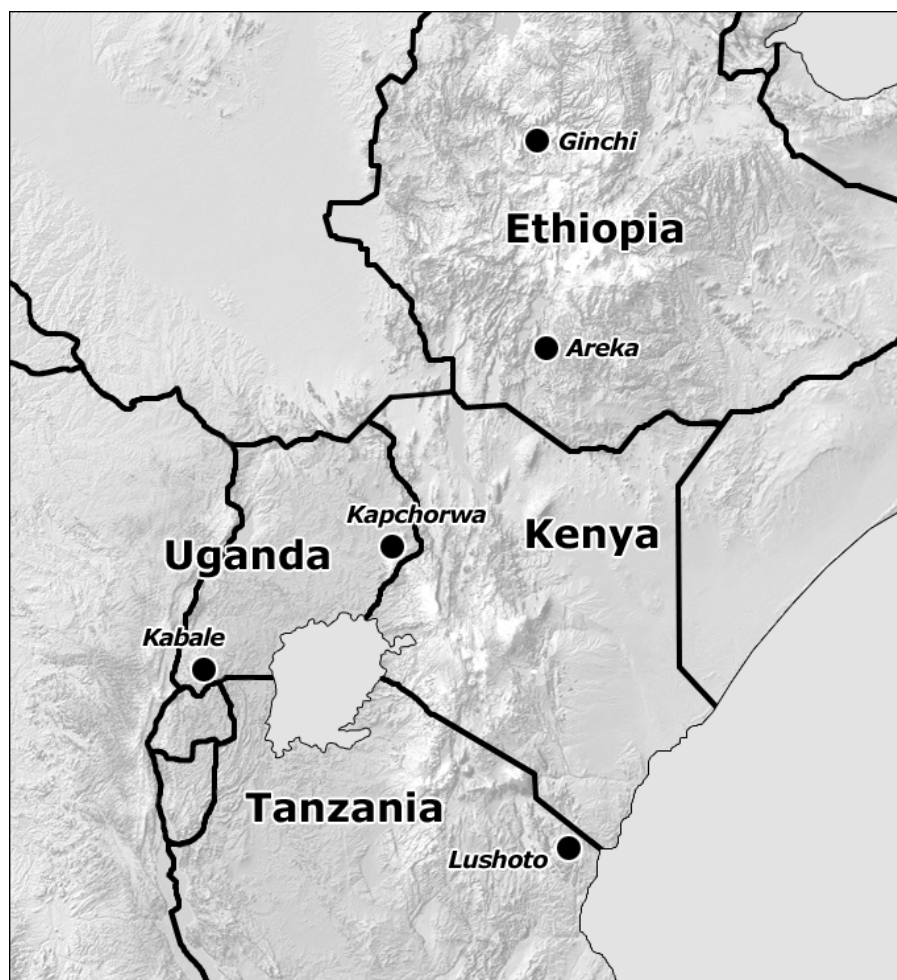 Ginchi
Ethiopia
Areka
Kapchorwa
Kenya
Uganda
Kabale
Tanzania
Lushoto